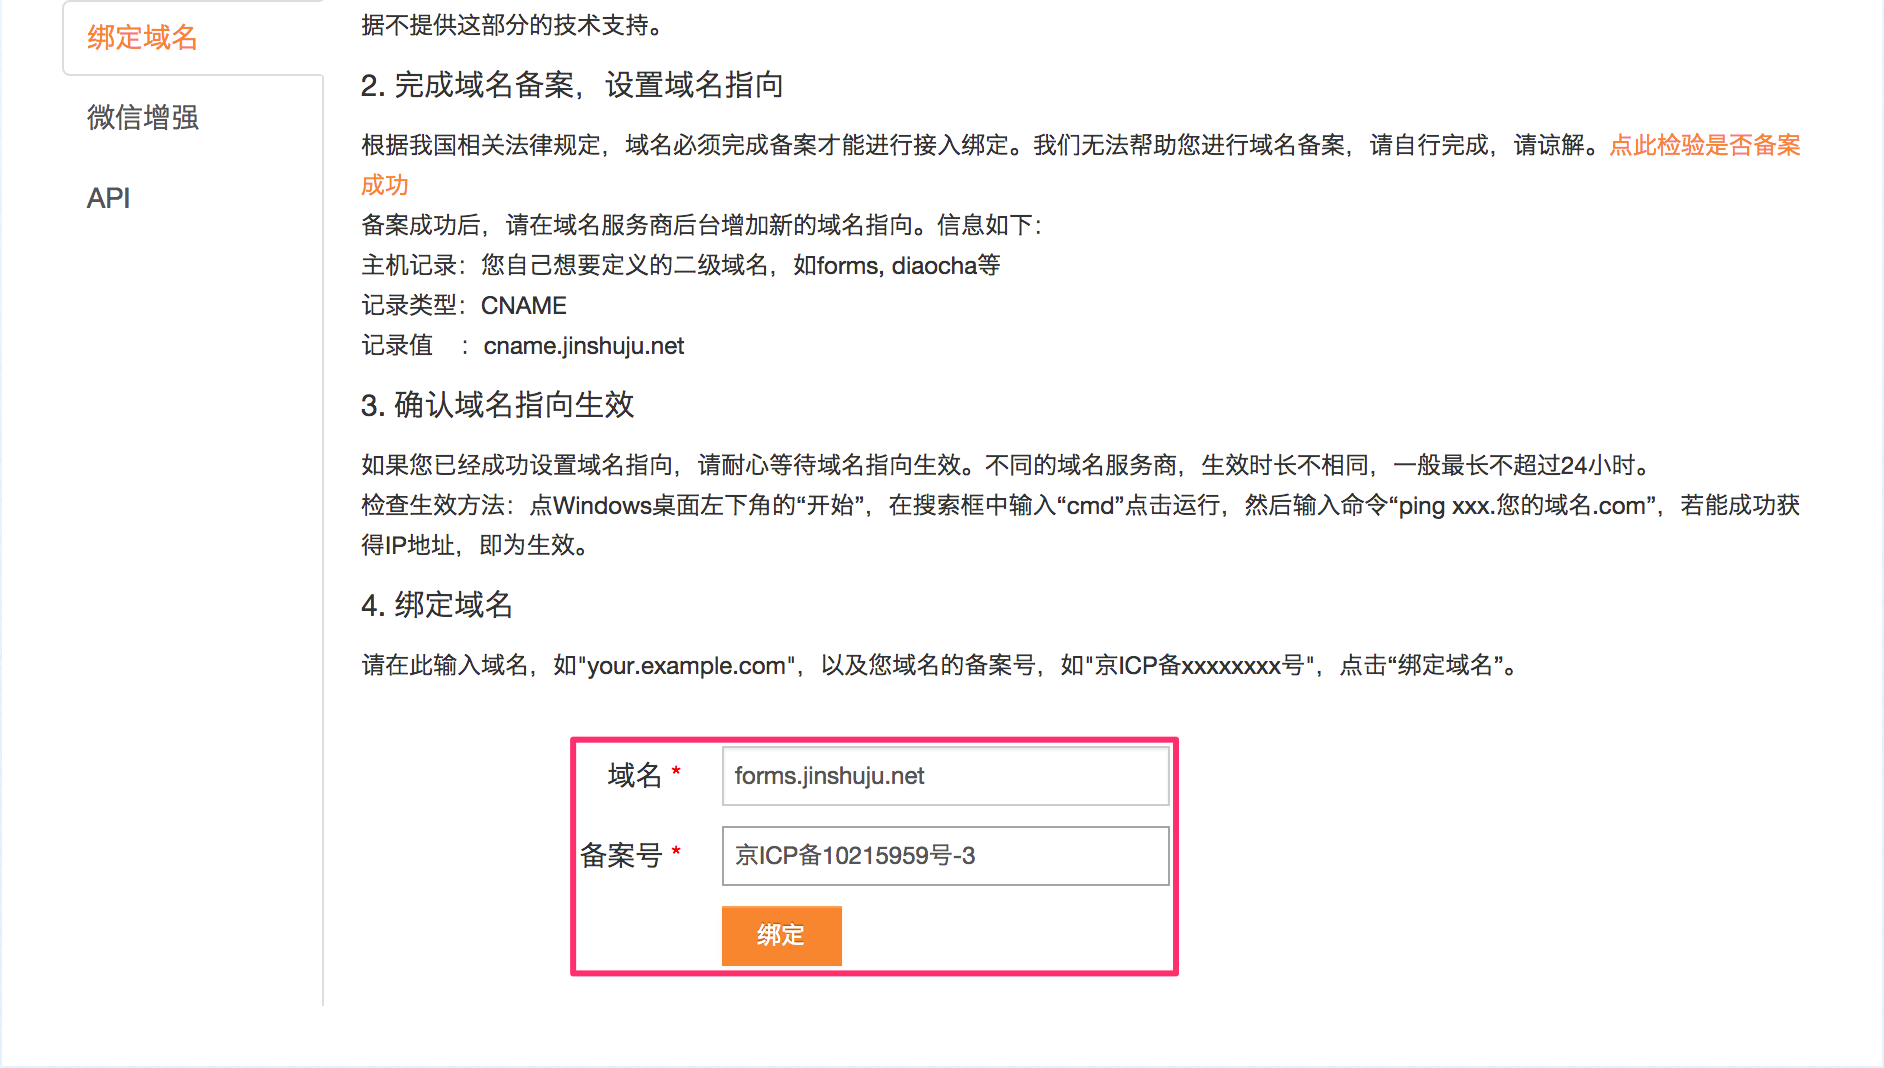 绑定域名
微信增强
API
据不提供这部分的技术支持。
2. 完成域名备案，设置域名指向
根据我国相关法律规定，域名必须完成备案才能进行接入绑定。我们无法帮助您进行域名备案，请自行完成，请谅解。点此检验是否备案
成功
备案成功后，请在域名服务商后台增加新的域名指向。信息如下：
主机记录：您自己想要定义的二级域名，如forms, diaocha等
记录类型：CNAME
记录值　：cname.jinshuju.net
3. 确认域名指向生效
如果您已经成功设置域名指向，请耐心等待域名指向生效。不同的域名服务商，生效时长不相同，一般最长不超过24小时。
检查生效方法：点Windows桌面左下角的“开始”，在搜索框中输入“cmd”点击运行，然后输入命令“ping xxx.您的域名.com”，若能成功获
得IP地址，即为生效。
4. 绑定域名
请在此输入域名，如"your.example.com"，以及您域名的备案号，如"京ICP备xxxxxxxx号"，点击“绑定域名”。
域名 * forms.jinshuju.net
备案号 * 京ICP备10215959号-3
绑定